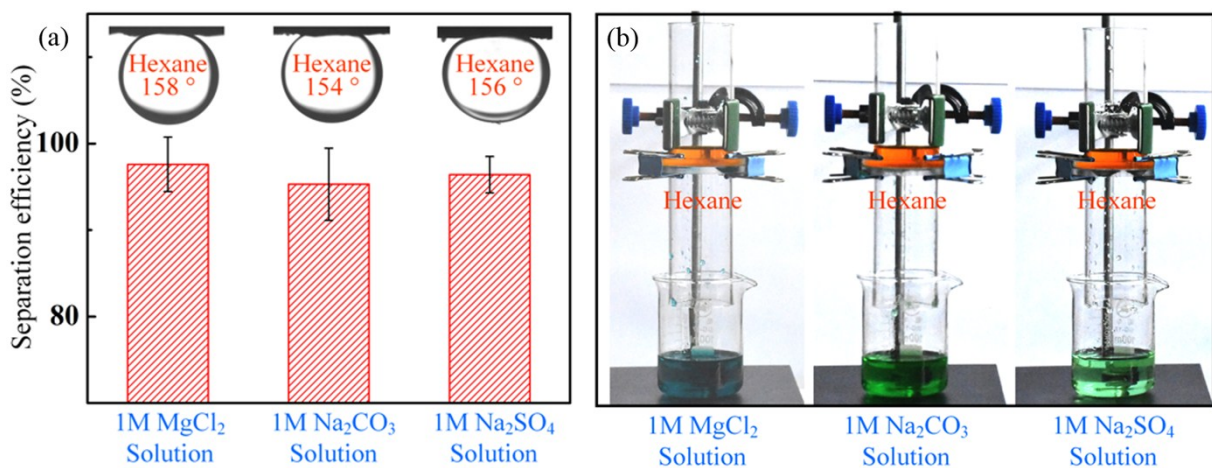 (a)
Hexane
158 °
Hexane
154 °
Hexane
156 °
Separation efficiency (%)
100
80
1M MgCl₂
Solution
1M Na₂CO₃
Solution
1M Na₂SO₄
Solution
(b)
Hexane
Hexane
Hexane
1M MgCl₂
Solution
1M Na₂CO₃
Solution
1M Na₂SO₄
Solution